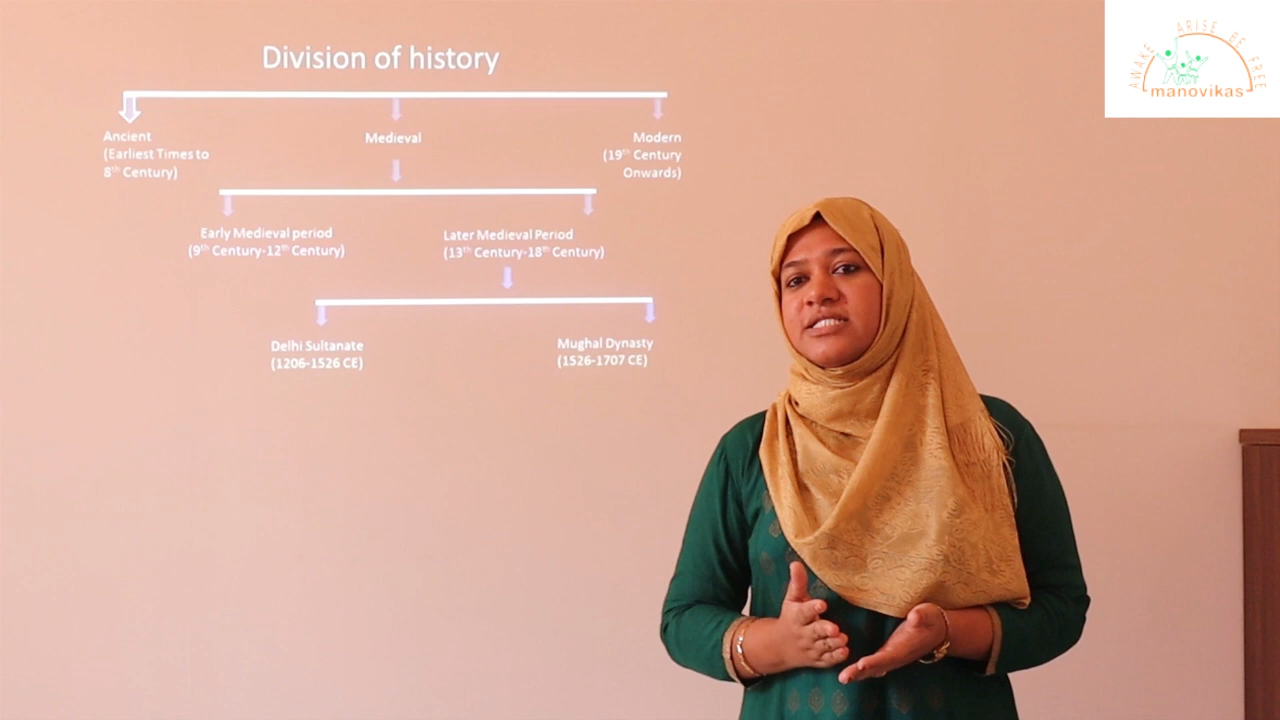 Division of history
Ancient
(Earliest Times to
8th Century)
Medieval
Modern
(19th Century
Onwards)
Early Medieval period
(9th Century-12th Century)
Later Medieval Period
(13th Century-18th Century)
Delhi Sultanate
(1206-1526 CE)
Mughal Dynasty
(1526-1707 CE)
AWAKE ARISE BE FREE
manovikas